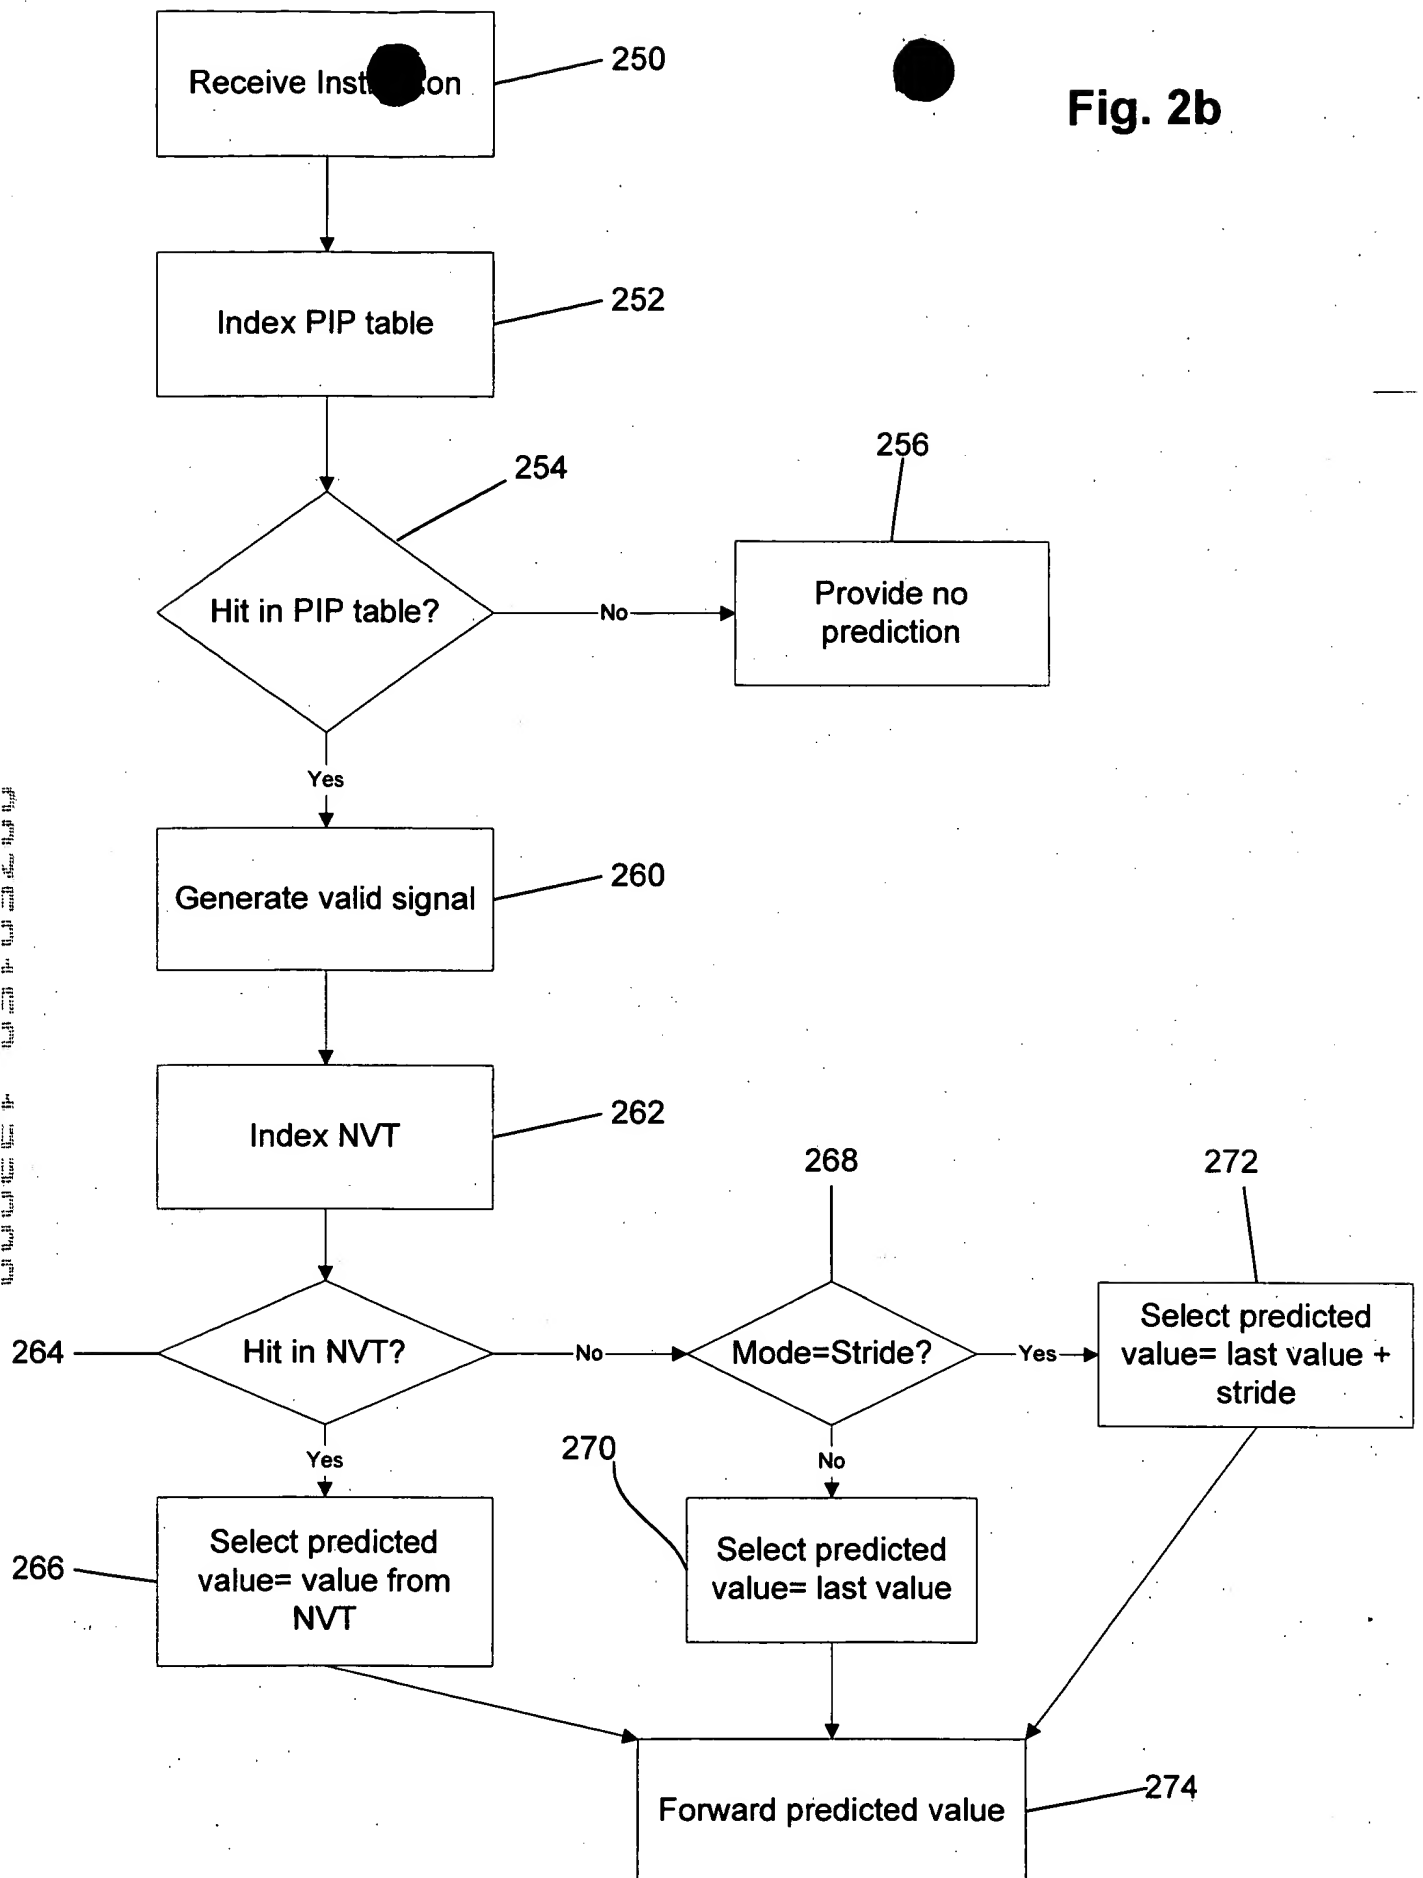 Receive Inst on
250
Fig. 2b
Index PIP table
252
254
256
Hit in PIP table?
No
Provide no
prediction
Yes
Generate valid signal
260
Index NVT
262
268
272
264
Hit in NVT?
No
Mode=Stride?
Yes
Select predicted
value= last value +
stride
Yes
270
No
266
Select predicted
value= value from
NVT
Select predicted
value= last value
Forward predicted value
274